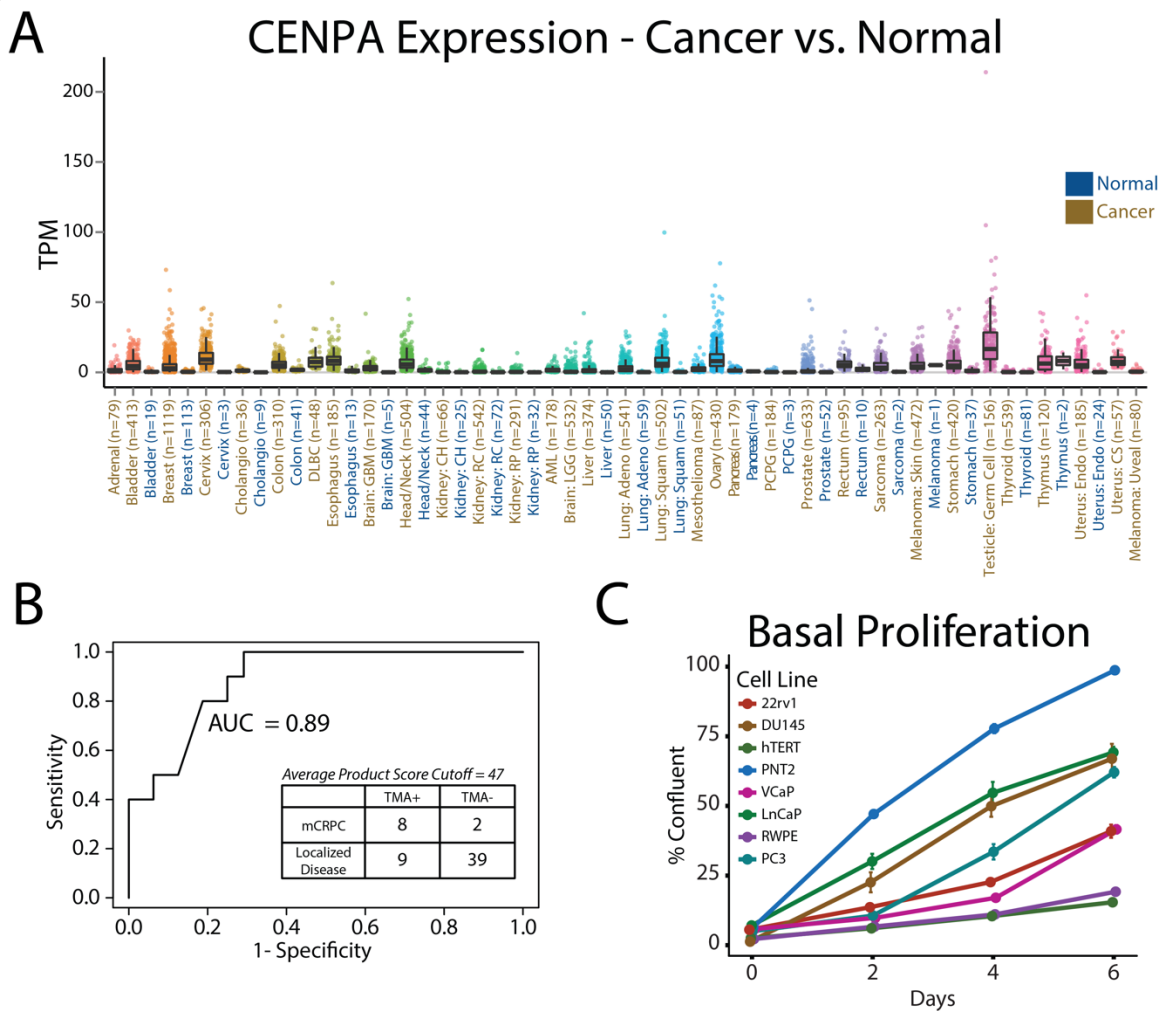 A
CENPA Expression - Cancer vs. Normal
TPM
200
150
100
50
0
Normal
Cancer
Adrenal (n=79)
Bladder (n=413)
Bladder (n=19)
Breast (n=1119)
Breast (n=113)
Cervix (n=306)
Cervix (n=3)
Cholangio (n=36)
Cholangio (n=9)
Colon (n=310)
Colon (n=41)
DLBC (n=48)
Esophagus (n=185)
Esophagus (n=13)
Brain: GBM (n=170)
Brain: GBM (n=5)
Head/Neck (n=504)
Head/Neck (n=44)
Kidney: CH (n=66)
Kidney: CH (n=25)
Kidney: RC (n=542)
Kidney: RC (n=72)
Kidney: RP (n=291)
Kidney: RP (n=32)
AML (n=178)
Brain: LGG (n=532)
Liver (n=374)
Liver (n=50)
Lung: Adeno (n=541)
Lung: Adeno (n=59)
Lung: Squam (n=502)
Lung: Squam (n=51)
Mesothelioma (n=87)
Ovary (n=430)
Pancreas(n=179)
Pancreas(n=4)
PCPG (n=184)
PCPG (n=3)
Prostate (n=633)
Prostate (n=52)
Rectum (n=95)
Rectum (n=10)
Sarcoma (n=263)
Sarcoma (n=2)
Melanoma: Skin (n=472)
Melanoma (n=1)
Stomach (n=420)
Stomach (n=37)
Testicle: Germ Cell (n=156)
Thyroid (n=539)
Thyroid (n=81)
Thymus (n=120)
Thymus (n=2)
Uterus: Endo (n=185)
Uterus: Endo (n=24)
Uterus: CS (n=57)
Melanoma: Uveal (n=80)
B
Sensitivity
1.0
0.8
0.6
0.4
0.2
0.0
AUC = 0.89
Average Product Score Cutoff = 47
TMA+ TMA-
mCRPC 8 2
Localized
Disease 9 39
0.0 0.2 0.4 0.6 0.8 1.0
1- Specificity
C
Basal Proliferation
% Confluent
100
75
50
25
0
Cell Line
22rv1
DU145
hTERT
PNT2
VCaP
LnCaP
RWPE
PC3
0 2 4 6
Days